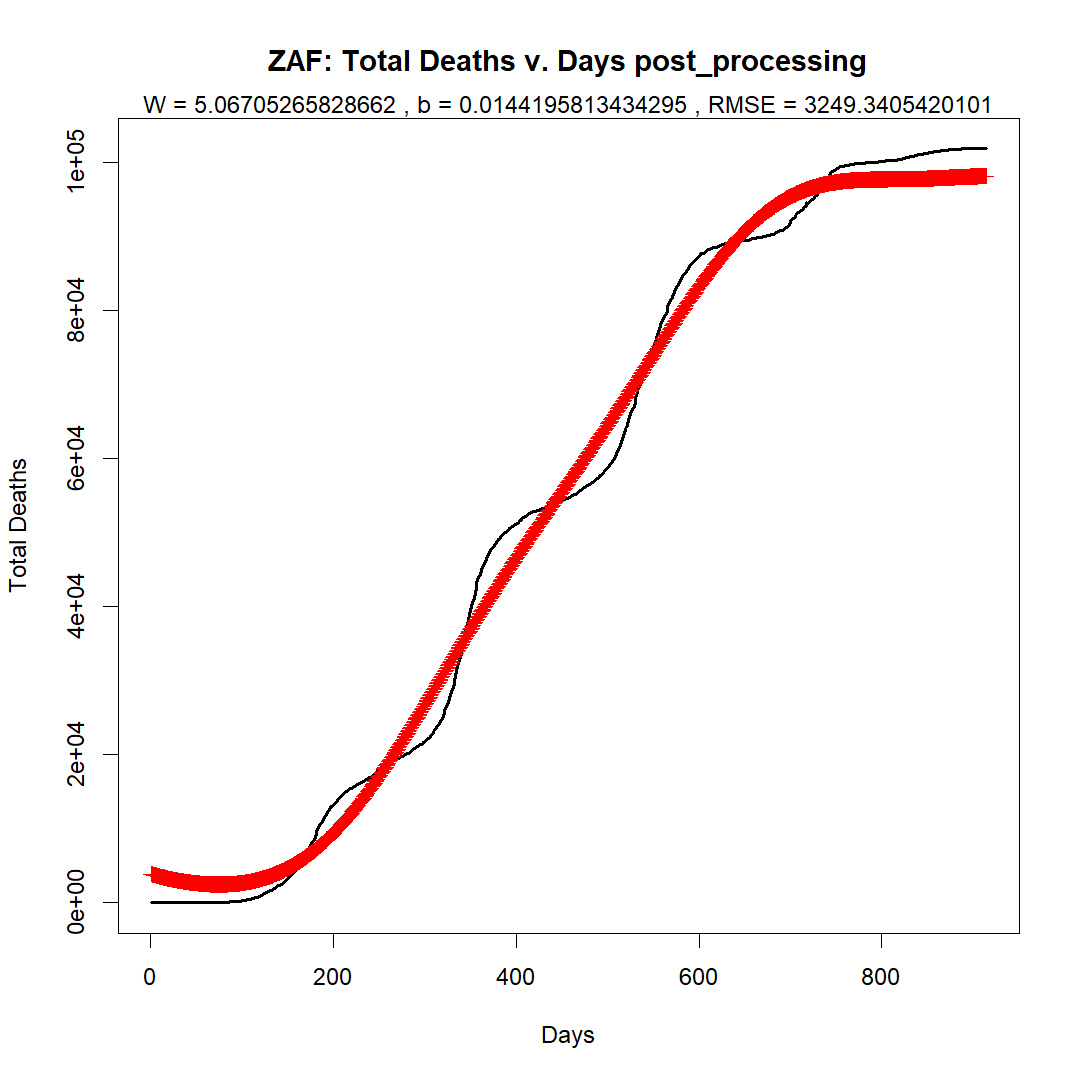 ZAF: Total Deaths v. Days post_processing
W = 5.06705265828662 , b = 0.0144195813434295 , RMSE = 3249.3405420101
Total Deaths
1e+05
8e+04
6e+04
4e+04
2e+04
0e+00
0 200 400 600 800
Days